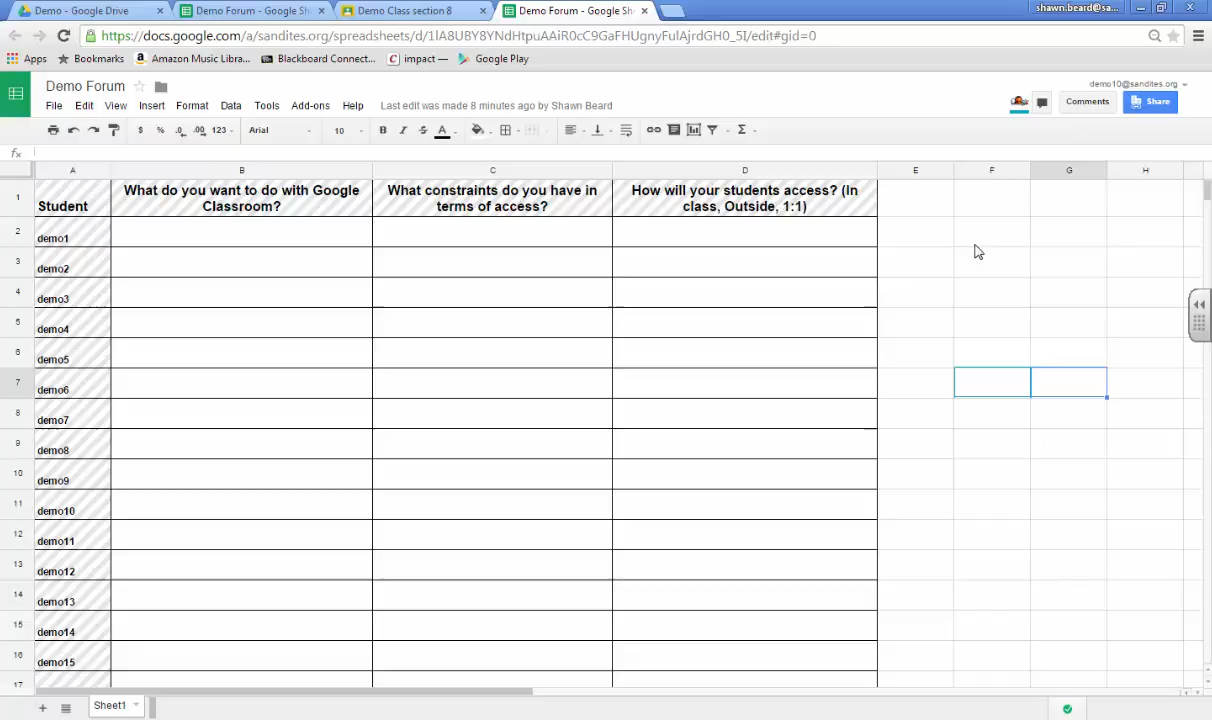 Demo - Google Drive
Demo Forum - Google Sh
Demo Class section 8
Demo Forum - Google Sh
shawn.beard@sa...
https://docs.google.com/a/sandites.org/spreadsheets/d/
/edit#gid=0
Apps
Bookmarks
Amazon Music Libra...
Blackboard Connect...
impact —
Google Play
Demo Forum
demo10@sandites.org
File Edit View Insert Format Data Tools Add-ons Help
Last edit was made 8 minutes ago by Shawn Beard
Comments
Share
$ % .0 .00 123
Arial
10
B I S A
Σ
fx
A B C D E F G H
1
Student
What do you want to do with Google
Classroom?
What constraints do you have in
terms of access?
How will your students access? (In
class, Outside, 1:1)
2 demo1
3 demo2
4 demo3
5 demo4
6 demo5
7 demo6
8 demo7
9 demo8
10 demo9
11 demo10
12 demo11
13 demo12
14 demo13
15 demo14
16 demo15
17
Sheet1